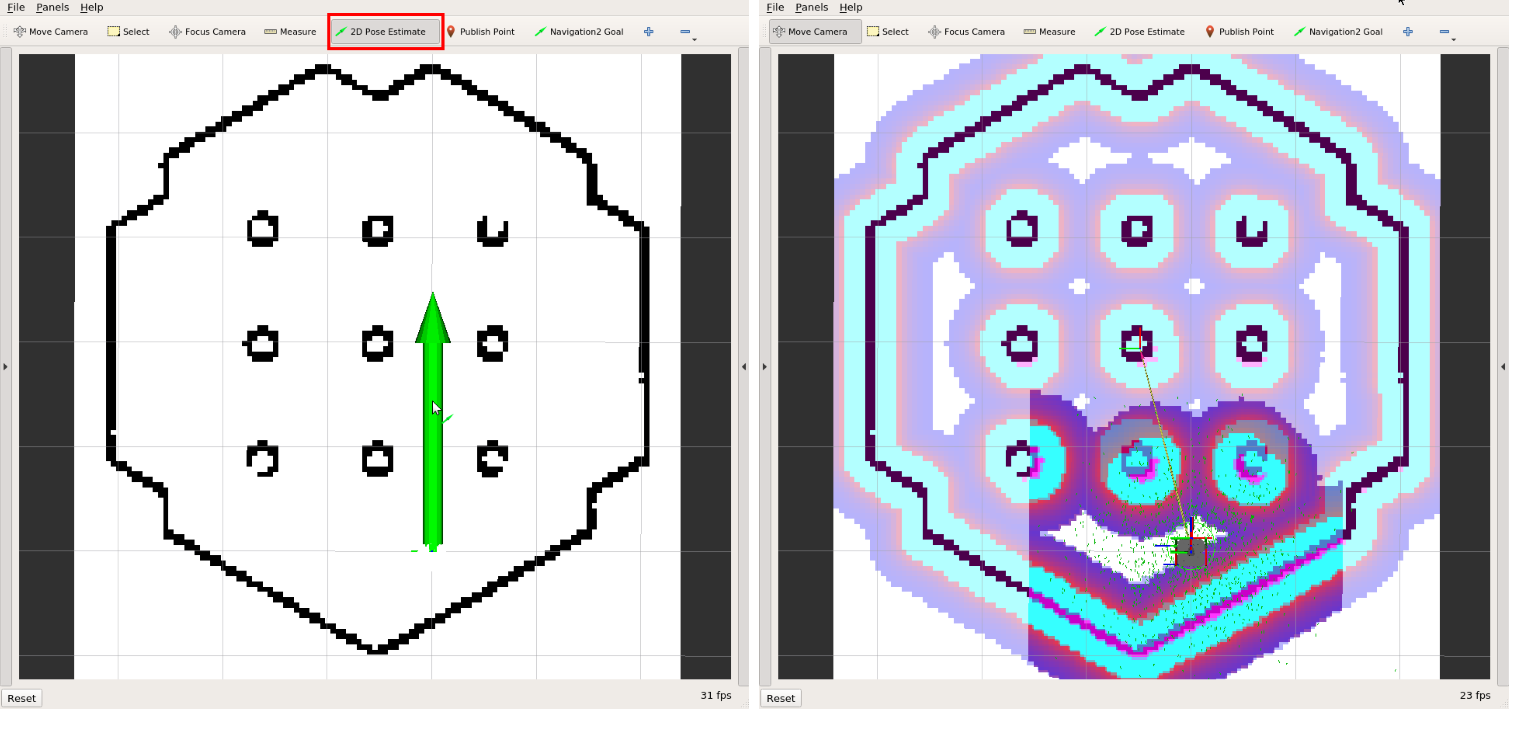 File Panels Help
Move Camera Select Focus Camera Measure 2D Pose Estimate Publish Point Navigation2 Goal
Reset 31 fps
File Panels Help
Move Camera Select Focus Camera Measure 2D Pose Estimate Publish Point Navigation2 Goal
Reset 23 fps